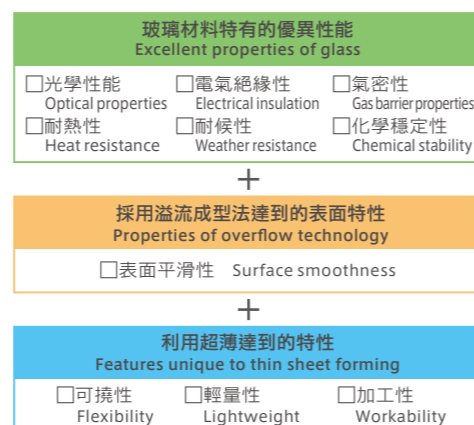 玻璃材料特有的優異性能
Excellent properties of glass
□光學性能 □電氣絕緣性 □氣密性
Optical properties Electrical insulation Gas barrier properties
□耐熱性 □耐候性 □化學穩定性
Heat resistance Weather resistance Chemical stability
+
採用溢流成型法達到的表面特性
Properties of overflow technology
□表面平滑性 Surface smoothness
+
利用超薄達到的特性
Features unique to thin sheet forming
□可撓性 □輕量性 □加工性
Flexibility Lightweight Workability